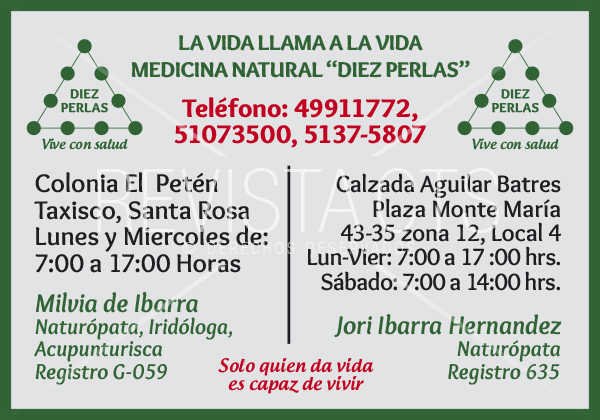 LA VIDA LLAMA A LA VIDA
MEDICINA NATURAL “DIEZ PERLAS”
Teléfono: 49911772,
51073500, 5137-5807
DIEZ
PERLAS
Vive con salud
DIEZ
PERLAS
Vive con salud
Colonia El Petén
Taxisco, Santa Rosa
Lunes y Miercoles de:
7:00 a 17:00 Horas
Milvia de Ibarra
Naturópata, Iridóloga,
Acupunturisca
Registro G-059
Calzada Aguilar Batres
Plaza Monte María
43-35 zona 12, Local 4
Lun-Vier: 7:00 a 17 :00 hrs.
Sábado: 7:00 a 14:00 hrs.
Jori Ibarra Hernandez
Naturópata
Registro 635
Solo quien da vida
es capaz de vivir